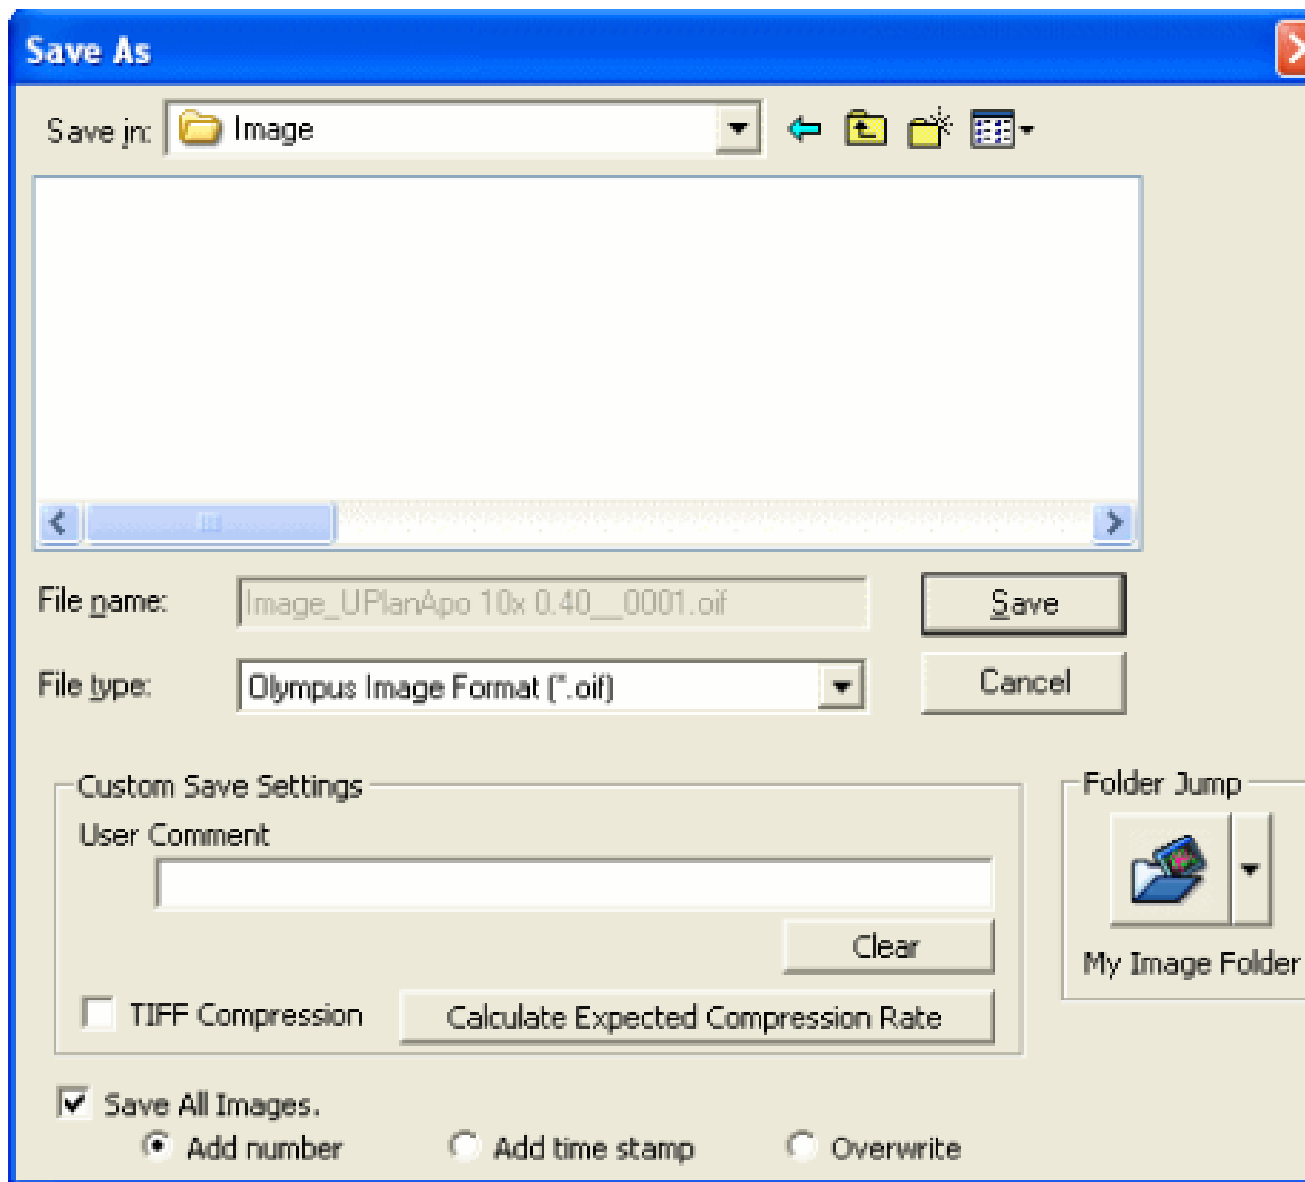 Save As
Save in: Image
File name: Image_UPlanApo 10x 0.40__0001.oif Save
File type: Olympus Image Format (*.oif) Cancel
Custom Save Settings
Folder Jump
User Comment
Clear
My Image Folder
TIFF Compression Calculate Expected Compression Rate
Save All Images.
Add number Add time stamp Overwrite